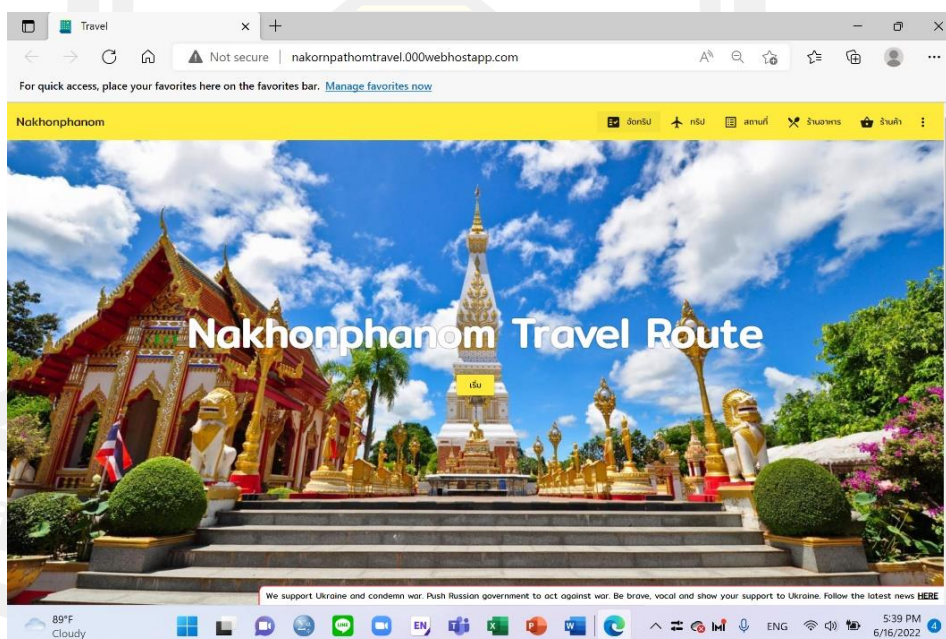 Travel
Not secure | nakornpathomtravel.000webhostapp.com
For quick access, place your favorites here on the favorites bar. Manage favorites now
Nakhonphanom จัดทริป ทริป สถานที่ ร้านอาหาร ร้านค้า
Nakhonphanom Travel Route
เริ่ม
We support Ukraine and condemn war. Push Russian government to act against war. Be brave, vocal and show your support to Ukraine. Follow the latest news HERE
89°F
Cloudy
ENG
5:39 PM
6/16/2022
4